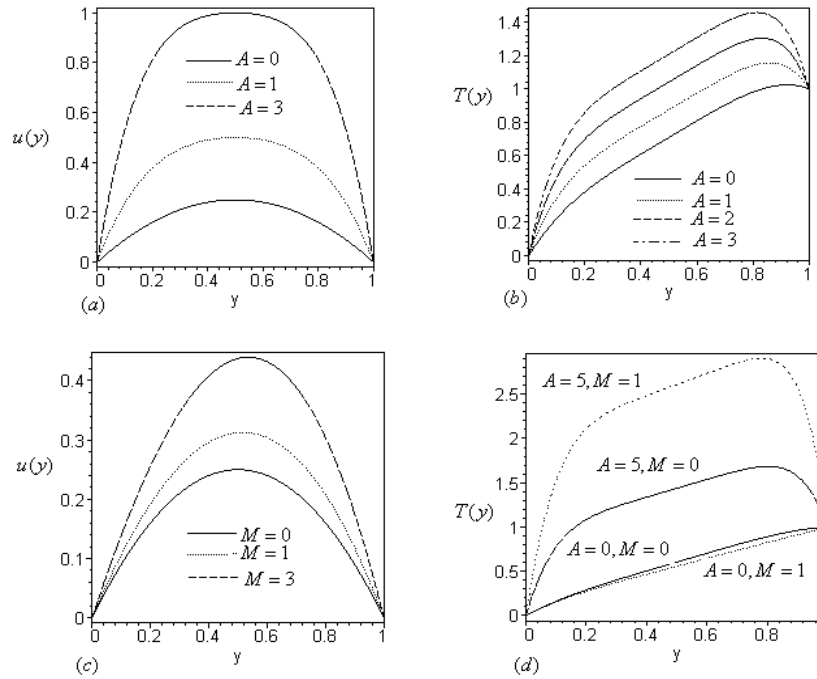 1
0.8
0.6
0.4
0.2
0
u(y)
A = 0
A = 1
A = 3
0 0.2 0.4 0.6 0.8 1
y
(a)
1.4
1.2
1
0.8
0.6
0.4
0.2
0
T(y)
A = 0
A = 1
A = 2
A = 3
0 0.2 0.4 0.6 0.8 1
y
(b)
0.4
0.3
0.2
0.1
0
u(y)
M = 0
M = 1
M = 3
0 0.2 0.4 0.6 0.8 1
y
(c)
2.5
2
1.5
1
0.5
0
T(y)
A = 5, M = 1
A = 5, M = 0
A = 0, M = 0
A = 0, M = 1
0 0.2 0.4 0.6 0.8
y
(d)